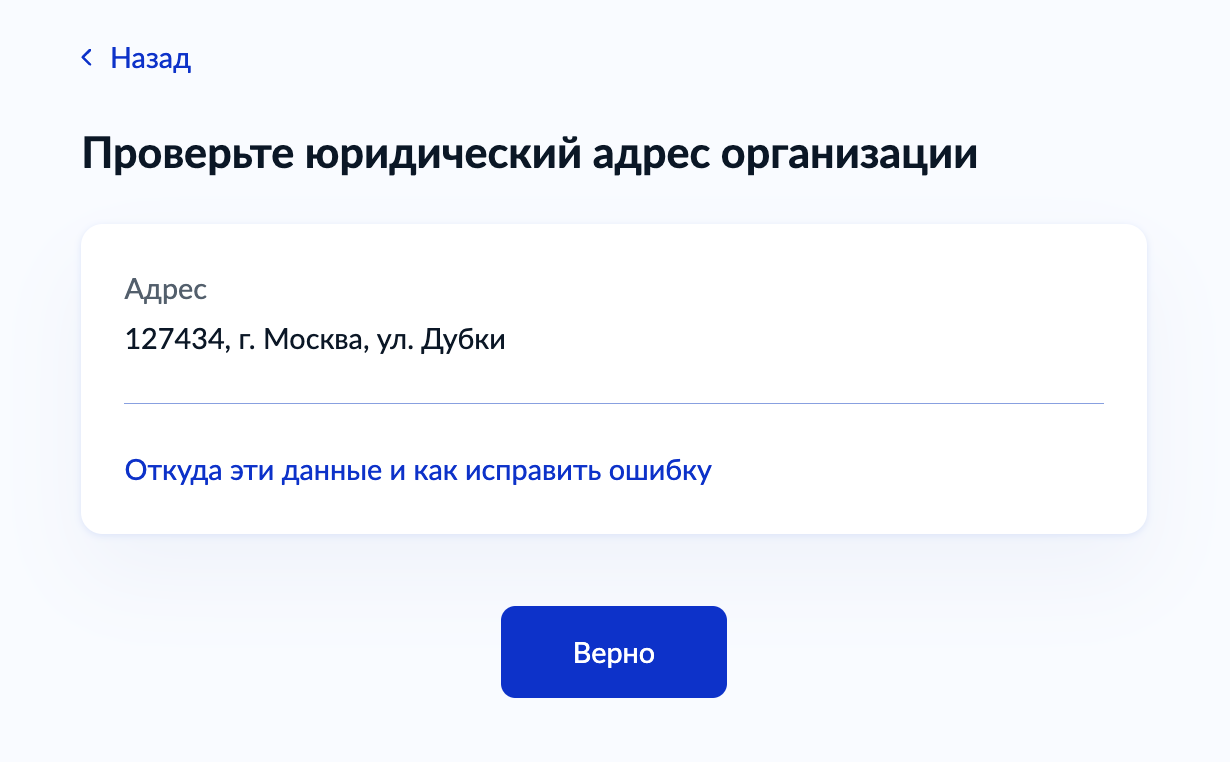 Назад
Проверьте юридический адрес организации
Адрес
127434, г. Москва, ул. Дубки
Откуда эти данные и как исправить ошибку
Верно